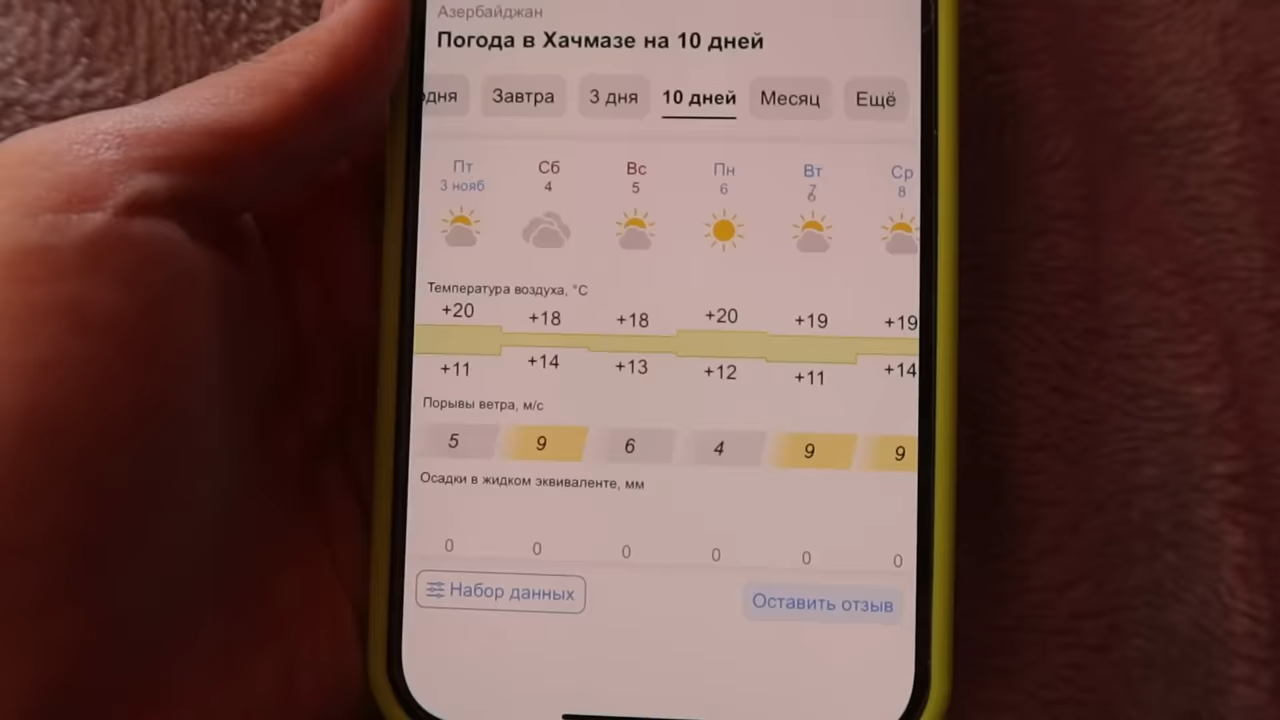 Азербайджан
Погода в Хачмазе на 10 дней
одня Завтра 3 дня 10 дней Месяц Ещё
Пт Сб Вс Пн Вт Ср
3 нояб 4 5 6 7 8
Температура воздуха, °C
+20 +18 +18 +20 +19 +19
+11 +14 +13 +12 +11 +14
Порывы ветра, м/с
5 9 6 4 9 9
Осадки в жидком эквиваленте, мм
0 0 0 0 0 0
Набор данных Оставить отзыв